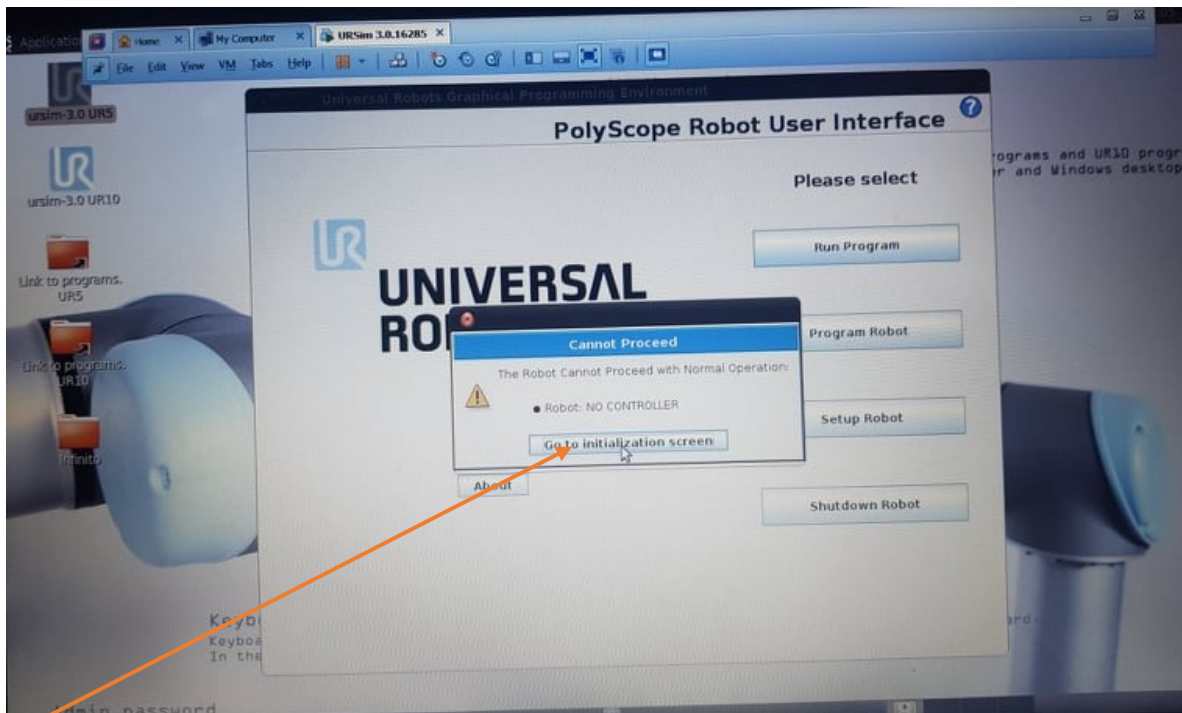 Applicatio
Home
My Computer
URSim 3.0.16285
File Edit View VM Tabs Help
ursim-3.0 UR5
Universal Robots Graphical Programming Environment
PolyScope Robot User Interface
?
ograms and UR10 progr
r and Windows desktop
Please select
ursim-3.0 UR10
UR
Run Program
Link to programs.
UR5
UNIVERSAL
RO
Cannot Proceed
Program Robot
The Robot Cannot Proceed with Normal Operation:
Link to programs.
UR10
Robot: NO CONTROLLER
Setup Robot
Go to initialization screen
Infinito
About
Shutdown Robot
Keyb
Keyboa
In the
ard-
Admin password